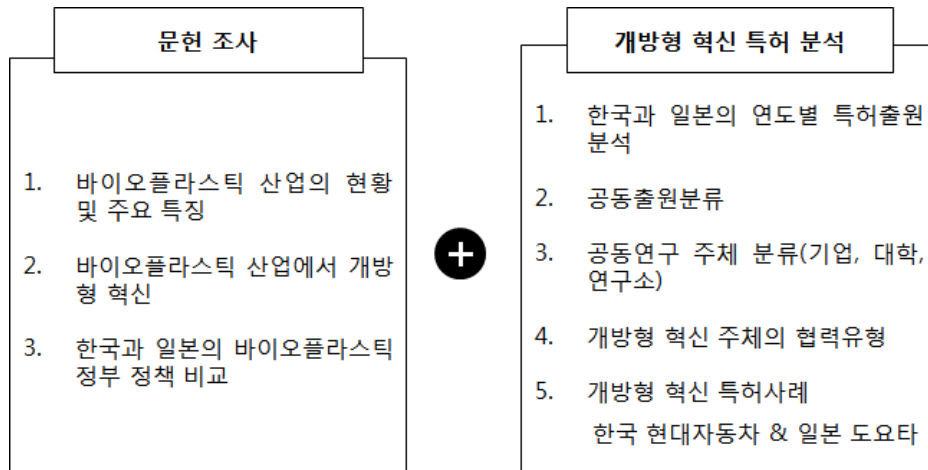 문헌 조사
1. 바이오플라스틱 산업의 현황
및 주요 특징
2. 바이오플라스틱 산업에서 개방
형 혁신
3. 한국과 일본의 바이오플라스틱
정부 정책 비교
개방형 혁신 특허 분석
1. 한국과 일본의 연도별 특허출원
분석
2. 공동출원분류
3. 공동연구 주체 분류(기업, 대학,
연구소)
4. 개방형 혁신 주체의 협력유형
5. 개방형 혁신 특허사례
한국 현대자동차 & 일본 도요타